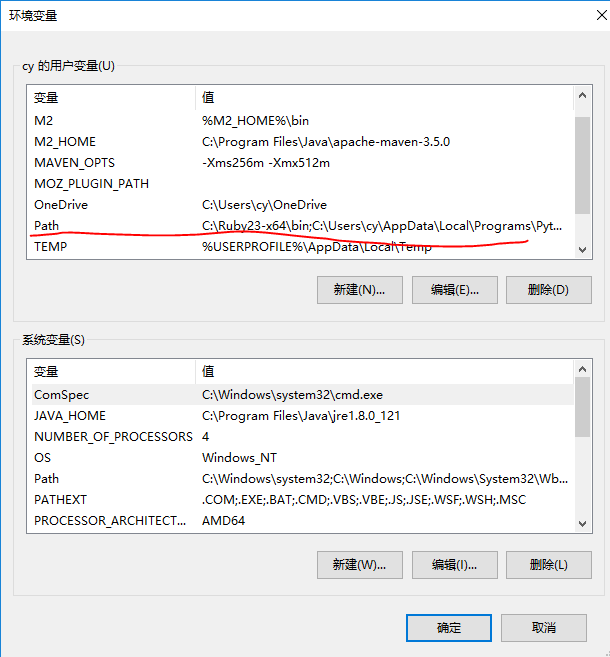 环境变量
cy 的用户变量(U)
变量 值
M2 %M2_HOME%\bin
M2_HOME C:\Program Files\Java\apache-maven-3.5.0
MAVEN_OPTS -Xms256m -Xmx512m
MOZ_PLUGIN_PATH
OneDrive C:\Users\cy\OneDrive
Path C:\Ruby23-x64\bin;C:\Users\cy\AppData\Local\Programs\Pyt...
TEMP %USERPROFILE%\AppData\Local\Temp
新建(N)... 编辑(E)... 删除(D)
系统变量(S)
变量 值
ComSpec C:\Windows\system32\cmd.exe
JAVA_HOME C:\Program Files\Java\jre1.8.0_121
NUMBER_OF_PROCESSORS 4
OS Windows_NT
Path C:\Windows\system32;C:\Windows;C:\Windows\System32\Wb...
PATHEXT .COM;.EXE;.BAT;.CMD;.VBS;.VBE;.JS;.JSE;.WSF;.WSH;.MSC
PROCESSOR_ARCHITECT... AMD64
新建(W)... 编辑(I)... 删除(L)
确定 取消